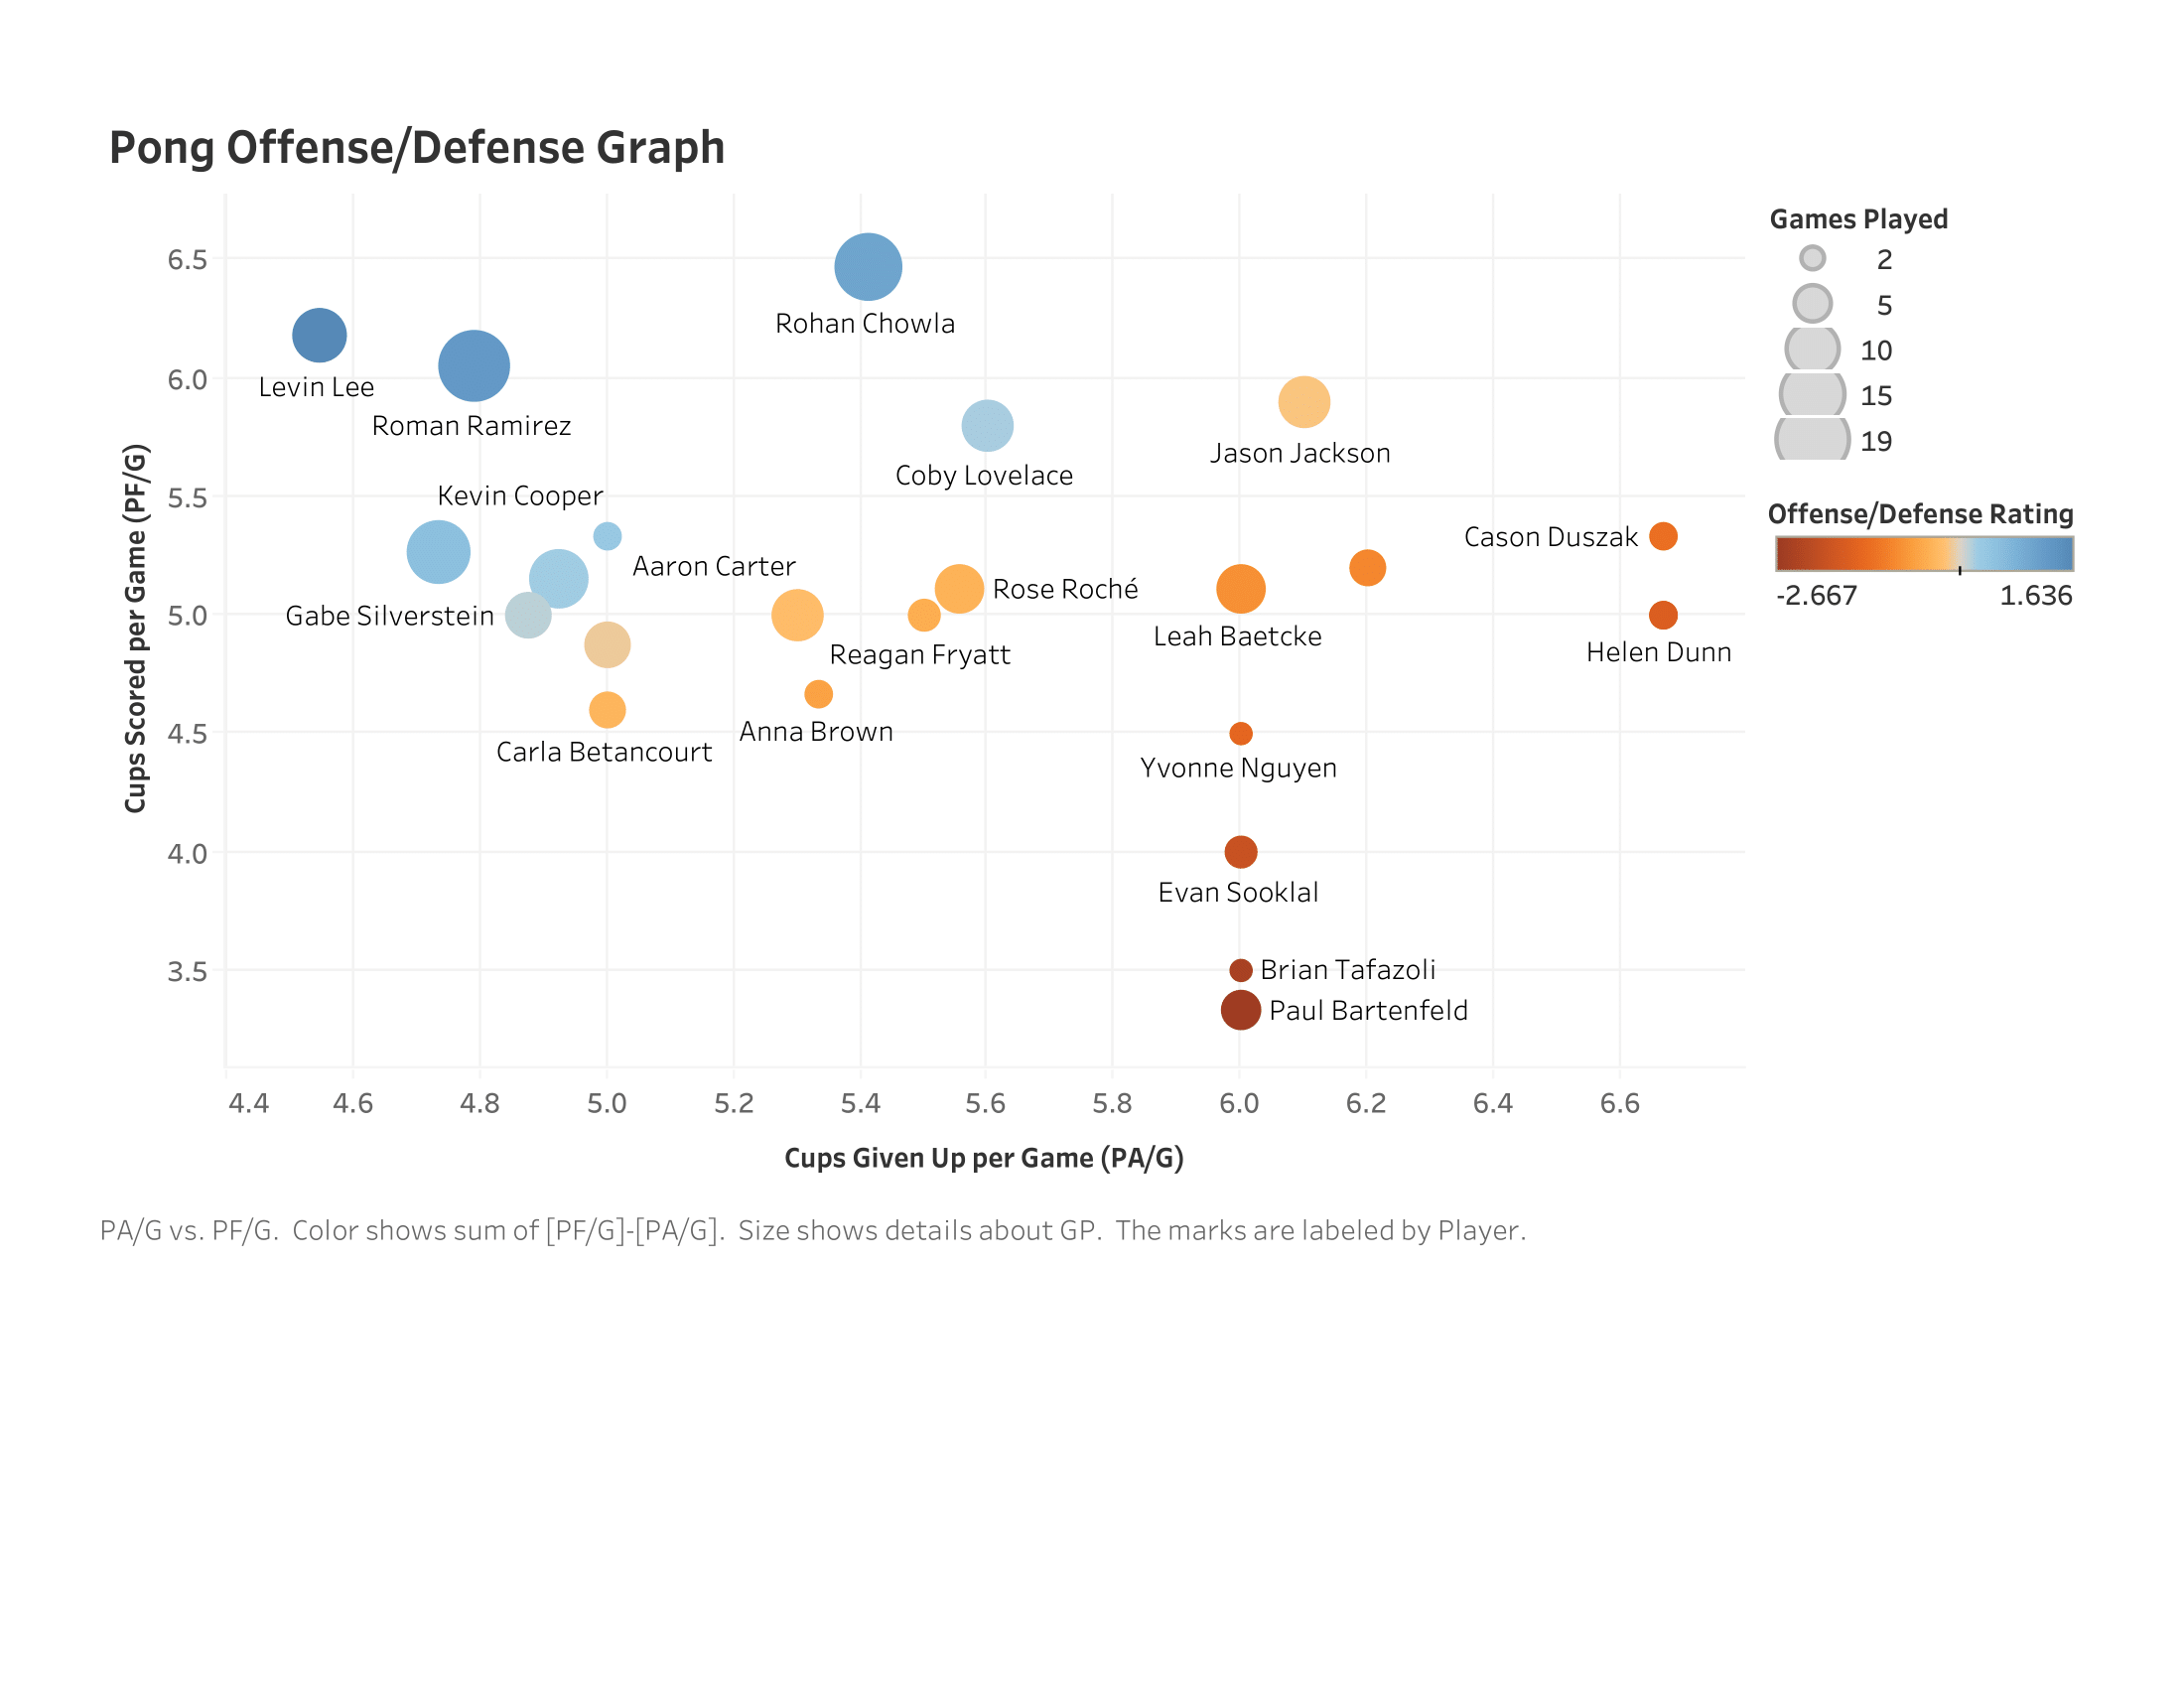 Pong Offense/Defense Graph
Cups Scored per Game (PF/G)
6.5
6.0
5.5
5.0
4.5
4.0
3.5
Rohan Chowla
Levin Lee
Roman Ramirez
Jason Jackson
Coby Lovelace
Kevin Cooper
Cason Duszak
Aaron Carter
Rose Roché
Gabe Silverstein
Leah Baetcke
Helen Dunn
Reagan Fryatt
Anna Brown
Carla Betancourt
Yvonne Nguyen
Evan Sooklal
Brian Tafazoli
Paul Bartenfeld
4.4 4.6 4.8 5.0 5.2 5.4 5.6 5.8 6.0 6.2 6.4 6.6
Cups Given Up per Game (PA/G)
Games Played
2
5
10
15
19
Offense/Defense Rating
-2.667 1.636
PA/G vs. PF/G. Color shows sum of [PF/G]-[PA/G]. Size shows details about GP. The marks are labeled by Player.